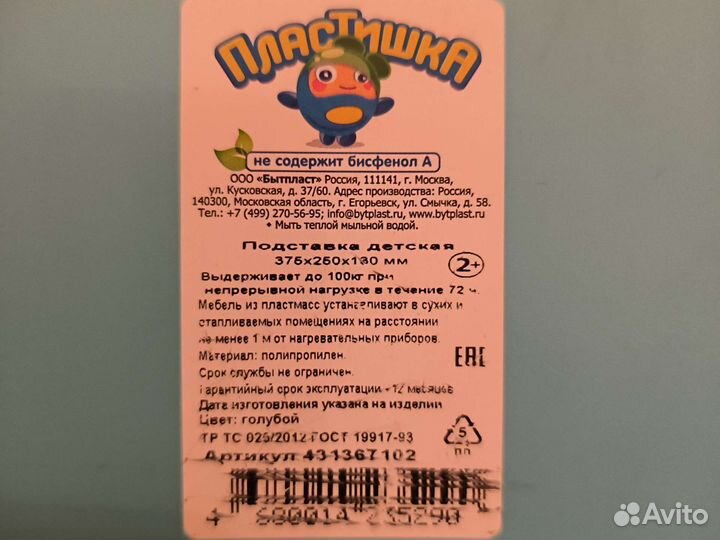 ПЛАСТИШКА
не содержит бисфенол А
ООО «Бытпласт» Россия, 111141, г. Москва,
ул. Кусковская, д. 37/60. Адрес производства: Россия,
140300, Московская область, г. Егорьевск, ул. Смычка, д. 58.
Тел.: +7 (499) 270-56-95; info@bytplast.ru, www.bytplast.ru
• Мыть теплой мыльной водой.
Подставка детская
375x250x130 мм
2+
Выдерживает до 100кг при
непрерывной нагрузке в течение 72 ч.
Мебель из пластмасс устанавливают в сухих и
отапливаемых помещениях на расстоянии
не менее 1 м от нагревательных приборов.
Материал: полипропилен.
EAC
Срок службы не ограничен.
Гарантийный срок эксплуатации - 12 месяцев
Дата изготовления указана на изделии
Цвет: голубой
ТР ТС 025/2012 ГОСТ 19917-93
5
PP
Артикул 431367102
4 680014 235290
Avito